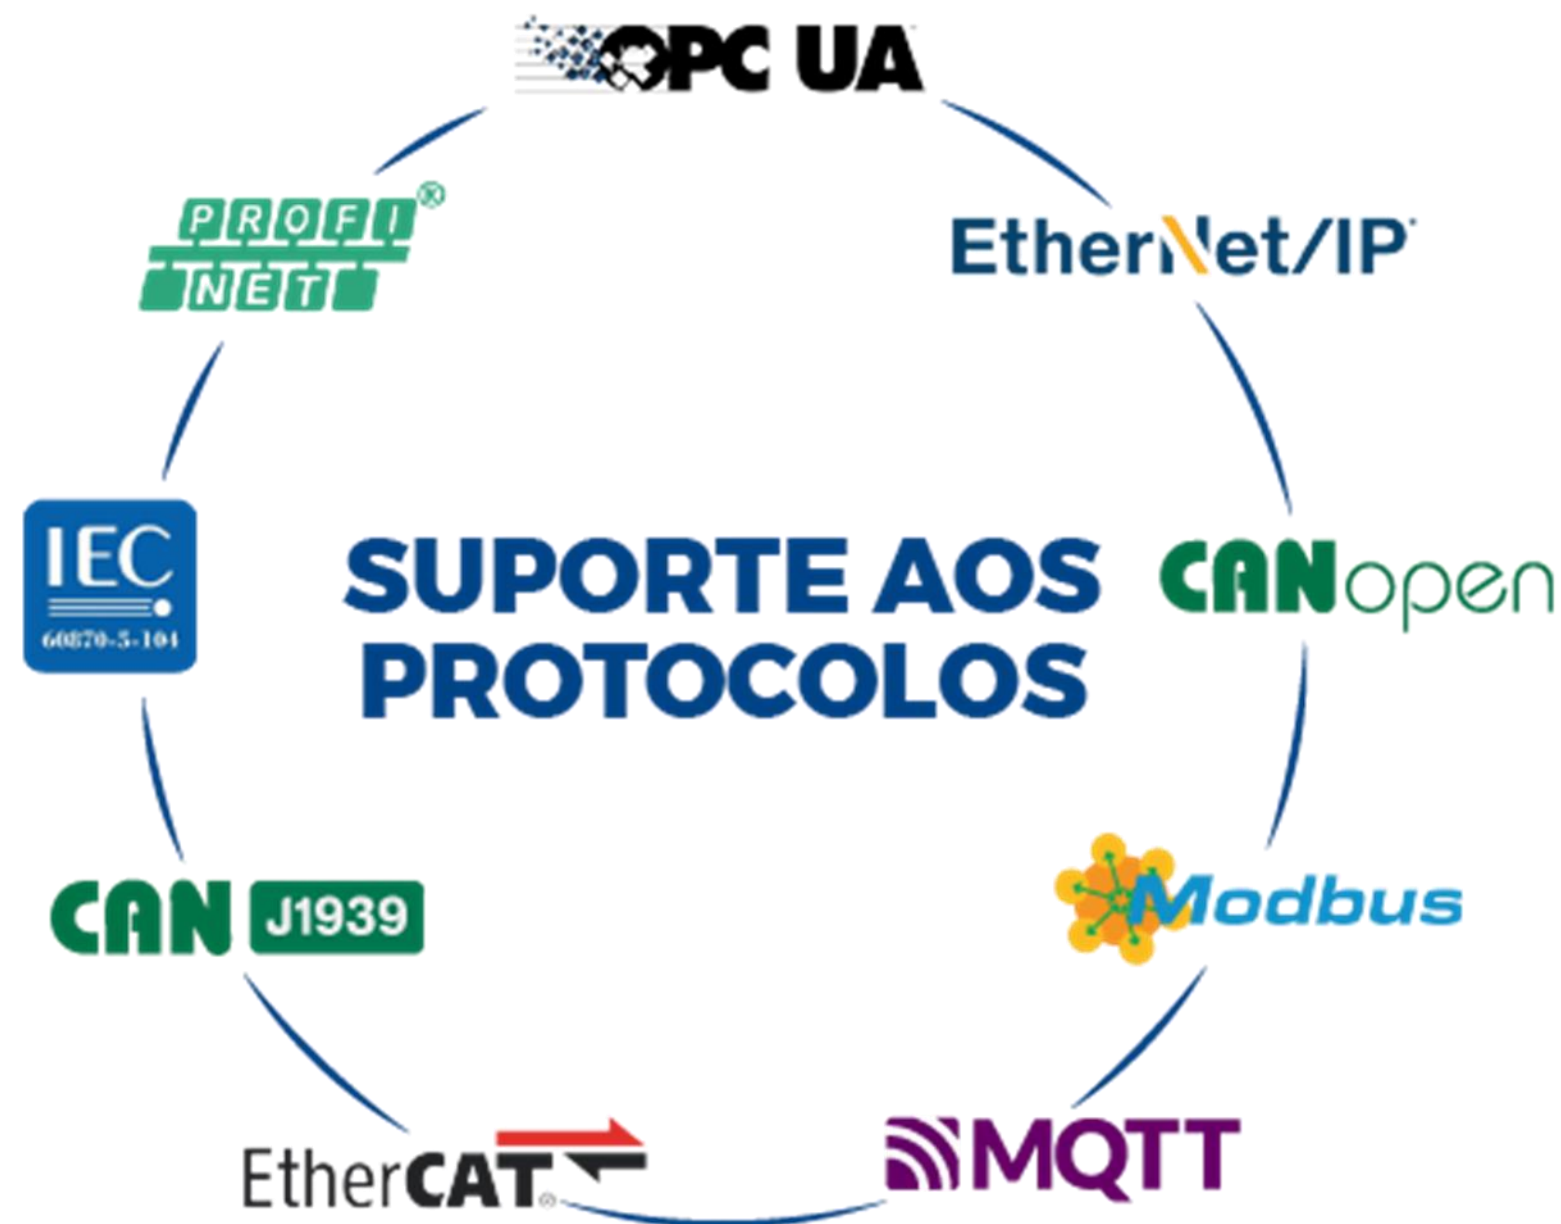 OPC UA
EtherNet/IP
CANopen
Modbus
MQTT
EtherCAT®
CAN J1939
IEC
60870-5-104
PROFI®
NET
SUPORTE AOS
PROTOCOLOS